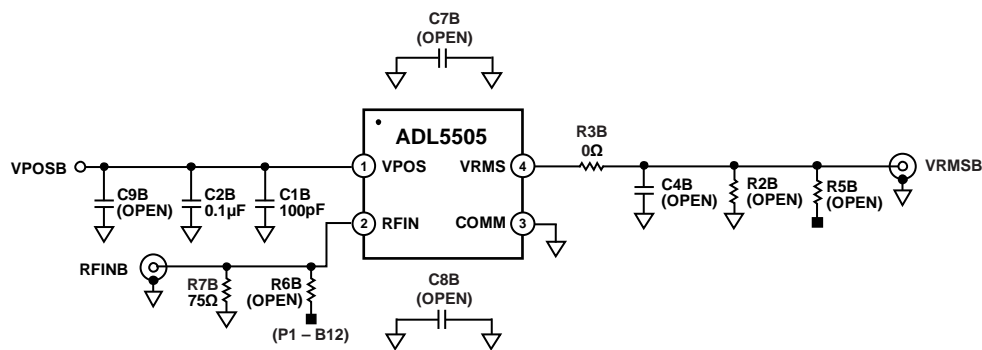 C7B
(OPEN)
ADL5505
R3B
0Ω
VPOSB
1
VPOS
VRMS
4
VRMSB
C9B
(OPEN)
C2B
0.1µF
C1B
100pF
C4B
(OPEN)
R2B
(OPEN)
R5B
(OPEN)
2
RFIN
COMM
3
RFINB
R7B
75Ω
R6B
(OPEN)
(P1 – B12)
C8B
(OPEN)